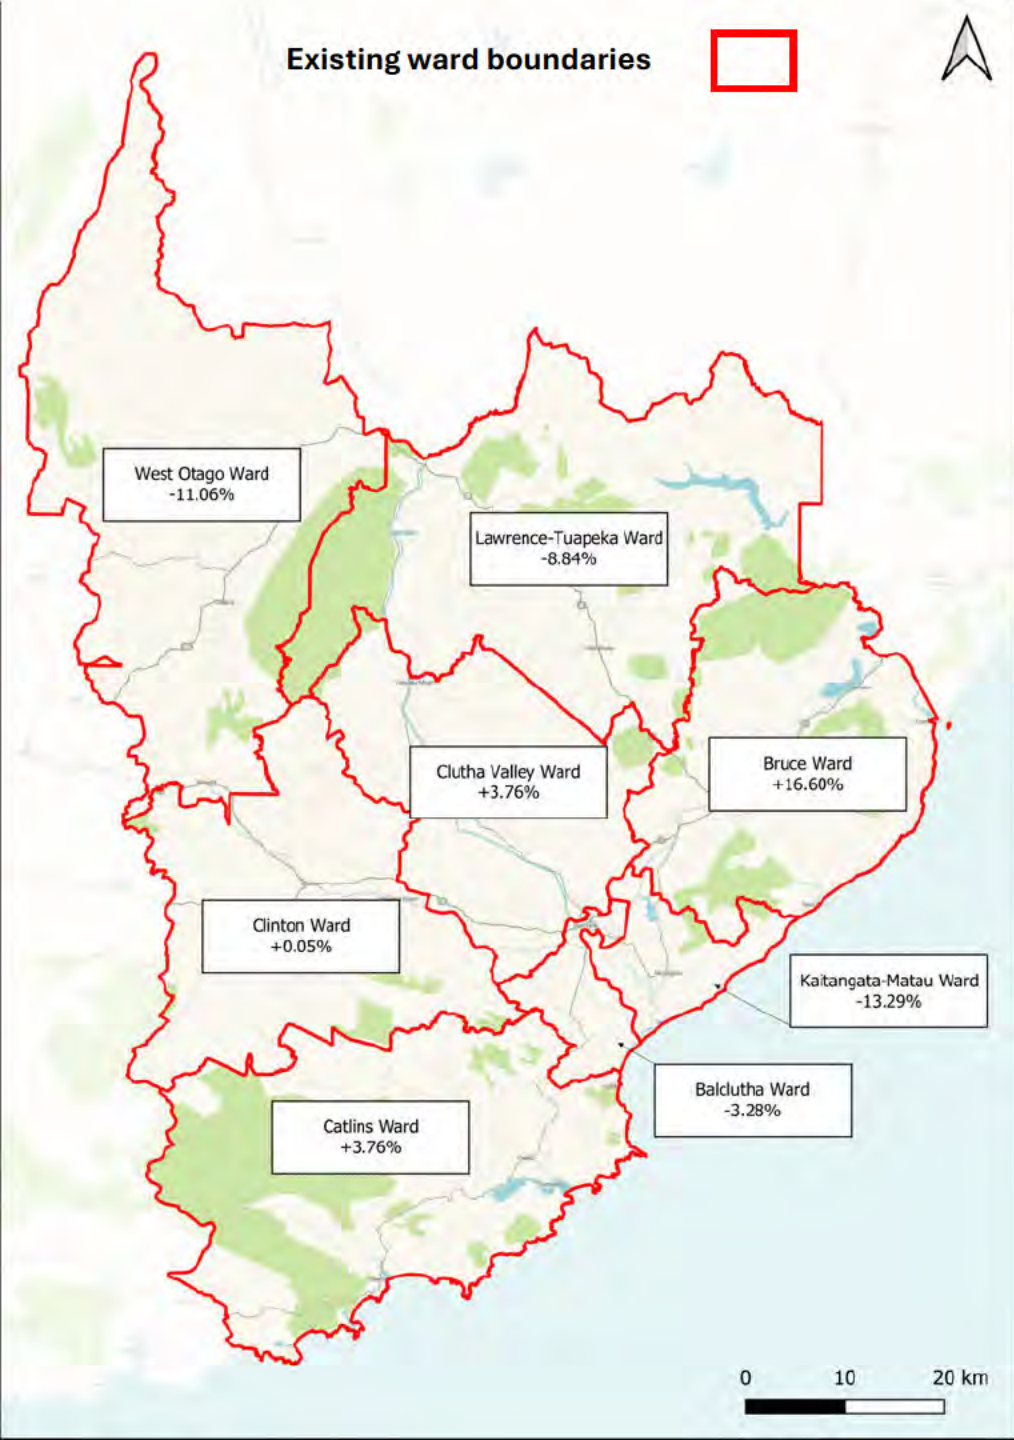 Existing ward boundaries
West Otago Ward
-11.06%
Lawrence-Tuapeka Ward
-8.84%
Clutha Valley Ward
+3.76%
Bruce Ward
+16.60%
Clinton Ward
+0.05%
Kaitangata-Matau Ward
-13.29%
Balclutha Ward
-3.28%
Catlins Ward
+3.76%
0 10 20 km